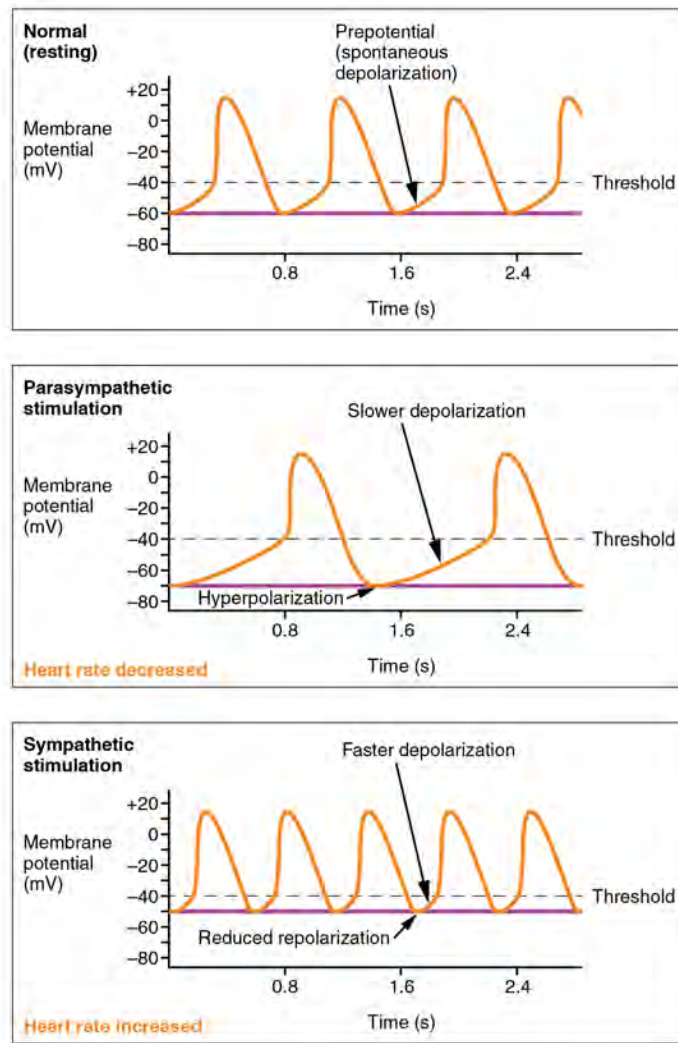 Normal
(resting)
Prepotential
(spontaneous
depolarization)
Membrane
potential
(mV)
+20
0
–20
–40
–60
–80
Threshold
0.8
1.6
2.4
Time (s)
Parasympathetic
stimulation
Slower depolarization
Membrane
potential
(mV)
+20
0
–20
–40
–60
–80
Threshold
Hyperpolarization
0.8
1.6
2.4
Heart rate decreased
Time (s)
Sympathetic
stimulation
Faster depolarization
Membrane
potential
(mV)
+20
0
–20
–40
–60
–80
Threshold
Reduced repolarization
0.8
1.6
2.4
Heart rate increased
Time (s)